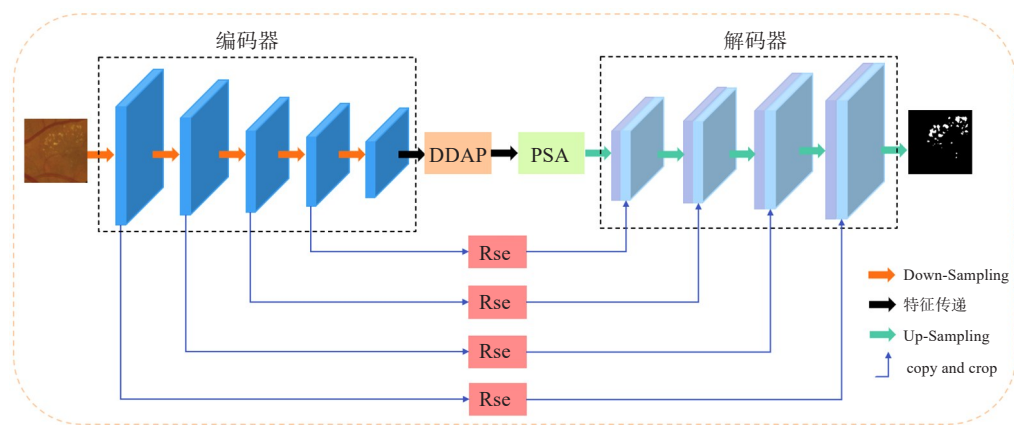 编码器
解码器
DDAP
PSA
Rse
Rse
Rse
Rse
Down-Sampling
特征传递
Up-Sampling
copy and crop